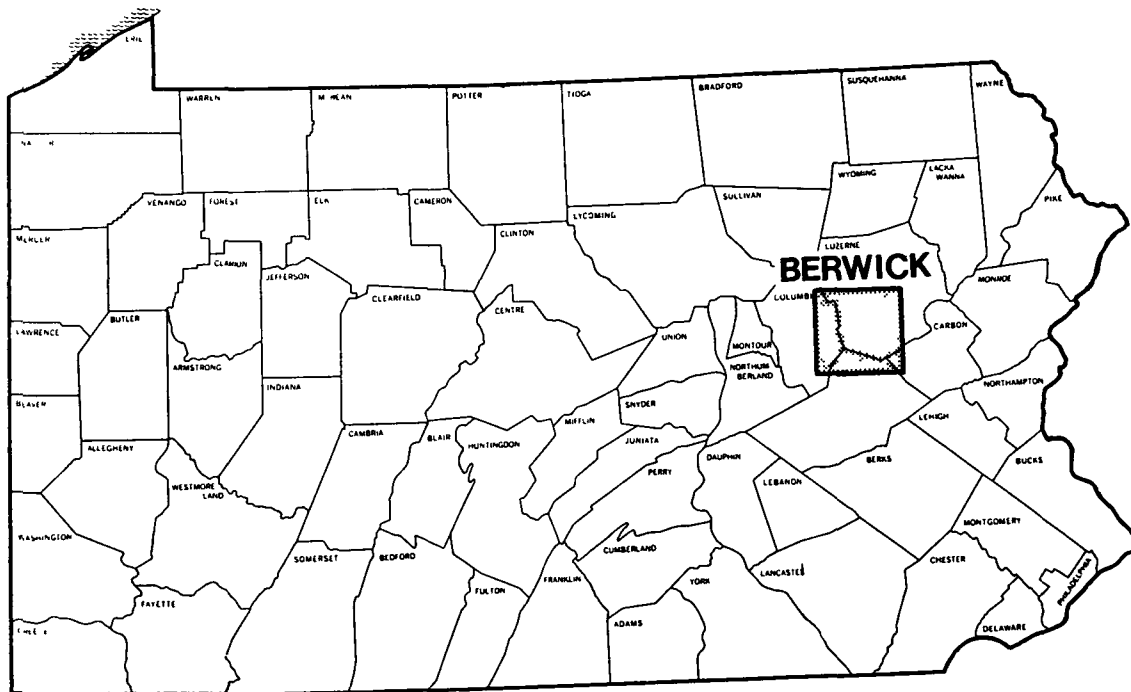 ERIE
WARREN
POTTER
TIOGA
BRADFORD
SUSQUEHANNA
WAYNE
WYOMING
LACKA
WANNA
VENANGO
FOREST
ELK
CAMERON
LYCOMING
SULLIVAN
PIKE
MERCER
CLINTON
LUZERNE
CLARION
JEFFERSON
BERWICK
MONROE
CLEARFIELD
CENTRE
LAWRENCE
BUTLER
UNION
MONTOUR
CARBON
ARMSTRONG
NORTHUM
BERLAND
INDIANA
NORTHAMPTON
BEAVER
SNYDER
MIFFLIN
LEHIGH
CAMBRIA
BLAIR
HUNTINGDON
JUNIATA
ALLEGHENY
PERRY
DAUPHIN
BERKS
BUCKS
WESTMORE
LAND
LEBANON
MONTGOMERY
WASHINGTON
SOMERSET
BEDFORD
CUMBERLAND
CHESTER
FULTON
FRANKLIN
YORK
LANCASTER
PHILADELPHIA
FAYETTE
ADAMS
DELAWARE